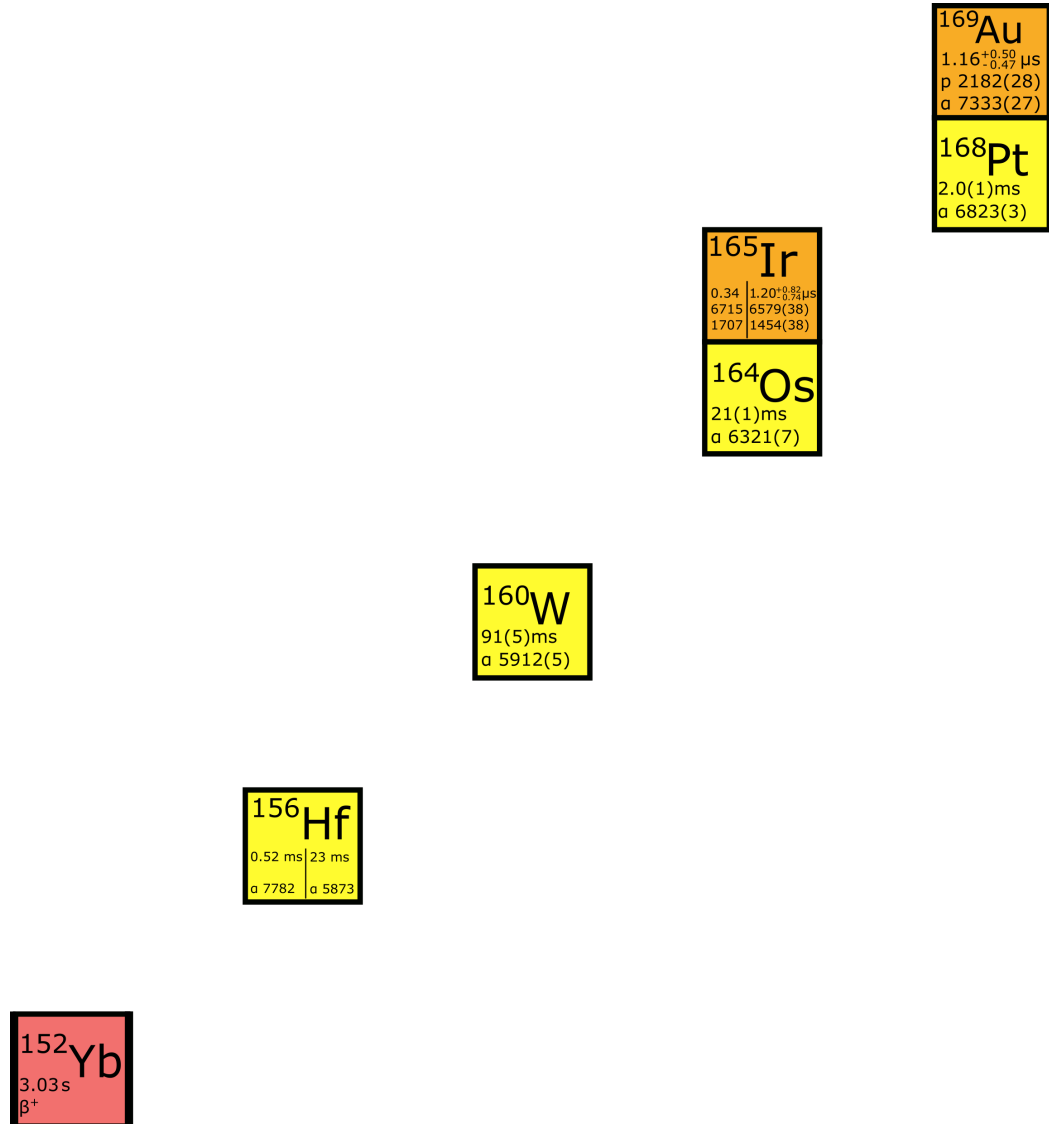 169Au
1.16+0.50-0.47 µs
p 2182(28)
α 7333(27)
168Pt
2.0(1)ms
α 6823(3)
165Ir
0.34 1.20+0.82-0.74µs
6715 6579(38)
1707 1454(38)
164Os
21(1)ms
α 6321(7)
160W
91(5)ms
α 5912(5)
156Hf
0.52 ms 23 ms
α 7782 α 5873
152Yb
3.03s
β+